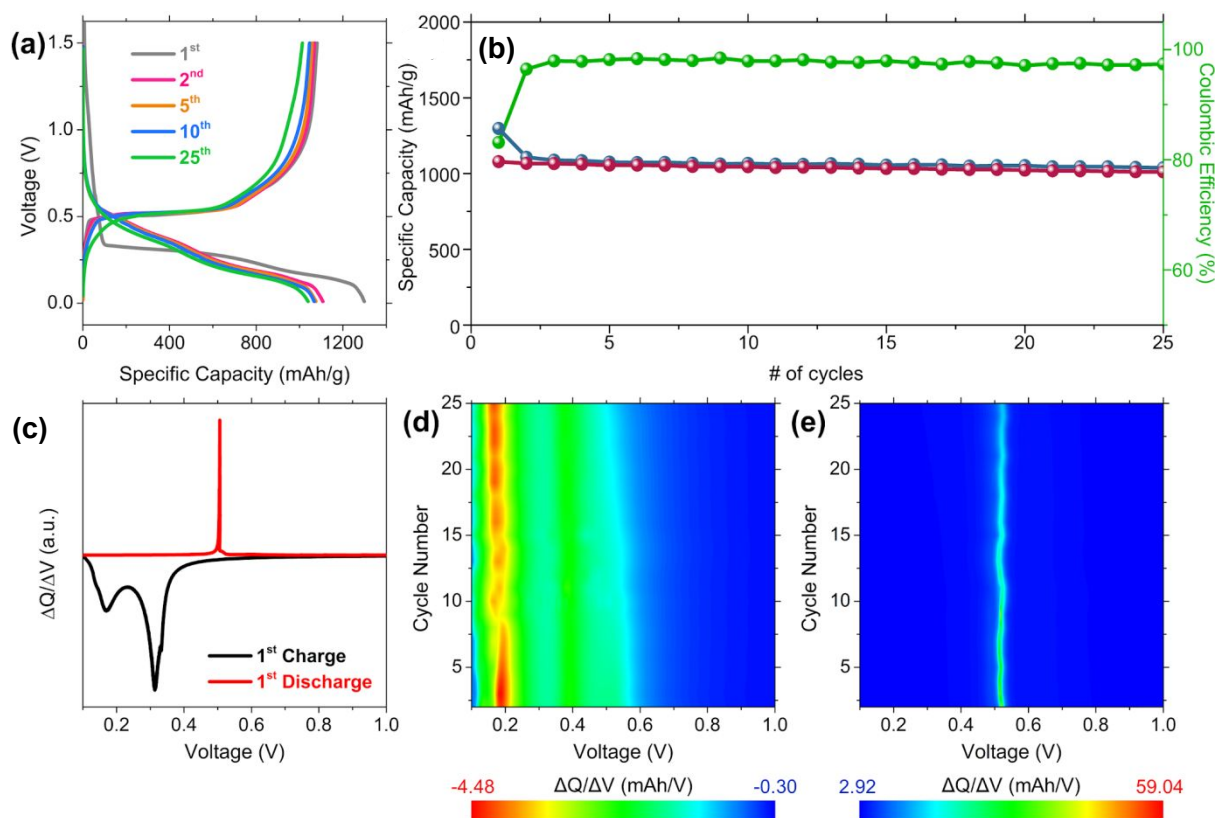 (a)
1st
2nd
5th
10th
25th
1.5
1.0
0.5
0.0
Voltage (V)
0 400 800 1200
Specific Capacity (mAh/g)
(b)
2000
1750
1500
1250
1000
750
500
250
0
Specific Capacity (mAh/g)
100
80
60
Coulombic Efficiency (%)
0 5 10 15 20 25
# of cycles
(c)
ΔQ/ΔV (a.u.)
1st Charge
1st Discharge
0.2 0.4 0.6 0.8 1.0
Voltage (V)
(d)
25
20
15
10
5
Cycle Number
0.2 0.4 0.6 0.8 1.0
Voltage (V)
-4.48 ΔQ/ΔV (mAh/V) -0.30
(e)
25
20
15
10
5
Cycle Number
0.2 0.4 0.6 0.8 1.0
Voltage (V)
2.92 ΔQ/ΔV (mAh/V) 59.04